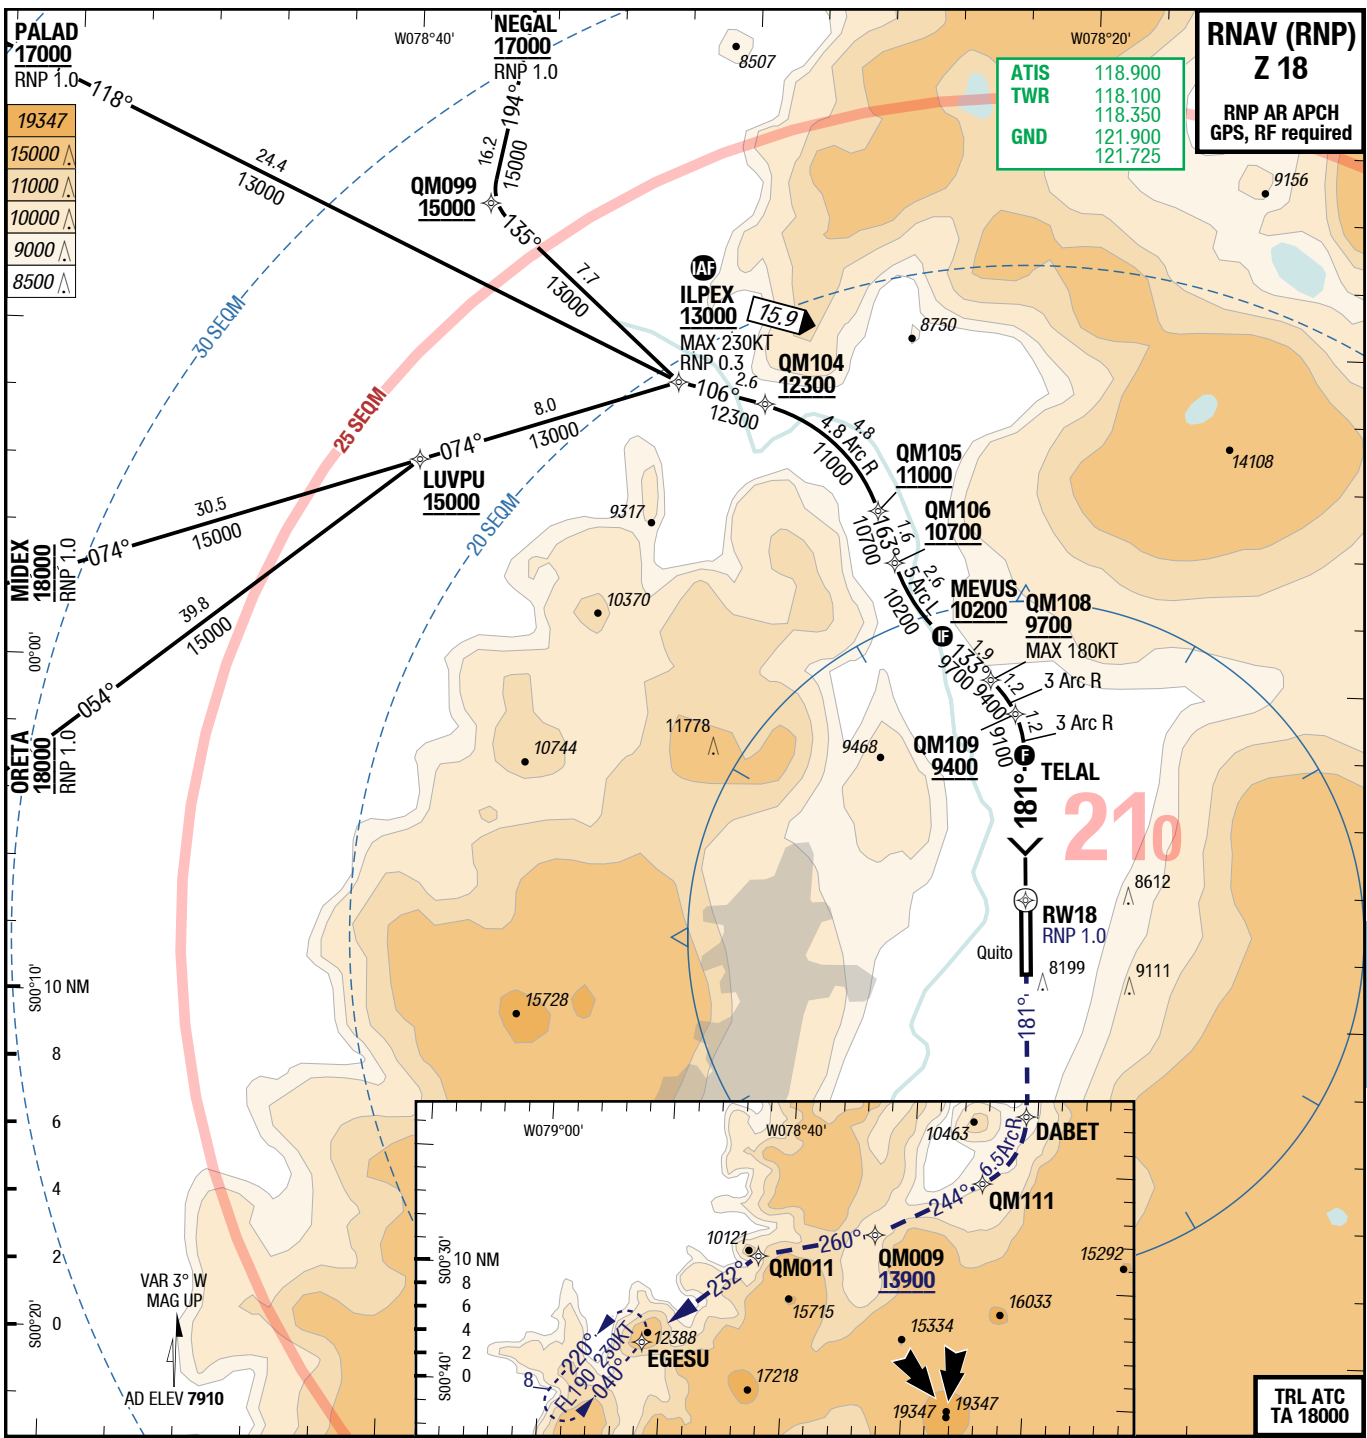 PALAD
17000
RNP 1.0
118°
24.4
13000
W078°40'
NEGAL
17000
RNP 1.0
194°
16.2
15000
8507
W078°20'
RNAV (RNP)
Z 18
RNP AR APCH
GPS, RF required
ATIS 118.900
TWR 118.100
118.350
GND 121.900
121.725
19347
15000
11000
10000
9000
8500
QM099
15000
135°
7.7
13000
9156
30 SEQM
25 SEQM
20 SEQM
IAF
ILPEX
13000
MAX 230KT
RNP 0.3
15.9
8750
106°
2.6
12300
QM104
12300
4.8
4.8 Arc R
11000
8.0
13000
074°
LUVPU
15000
QM105
11000
14108
30.5
15000
074°
MIDEX
18000
RNP 1.0
9317
QM106
10700
1.6
163°
10700
2.6
5 Arc L
10200
MEVUS
10200
QM108
9700
MAX 180KT
IF
39.8
15000
054°
ORETA
18000
RNP 1.0
00°00'
10370
1.9
133°
9700
1.2
9400
3 Arc R
1.2
9100
3 Arc R
11778
10744
9468
QM109
9400
F
TELAL
181°
210
8612
RW18
RNP 1.0
Quito
8199
9111
S00°10'
10 NM
8
6
4
2
0
S00°20'
15728
181°
W079°00'
W078°40'
10463
DABET
6.5ArcR
244°
QM111
S00°30'
10 NM
8
6
4
2
0
S00°40'
10121
QM011
260°
QM009
13900
232°
15292
15715
16033
15334
12388
EGESU
220°
FL190 230KT
040°
8
17218
19347
19347
VAR 3° W
MAG UP
AD ELEV 7910
TRL ATC
TA 18000